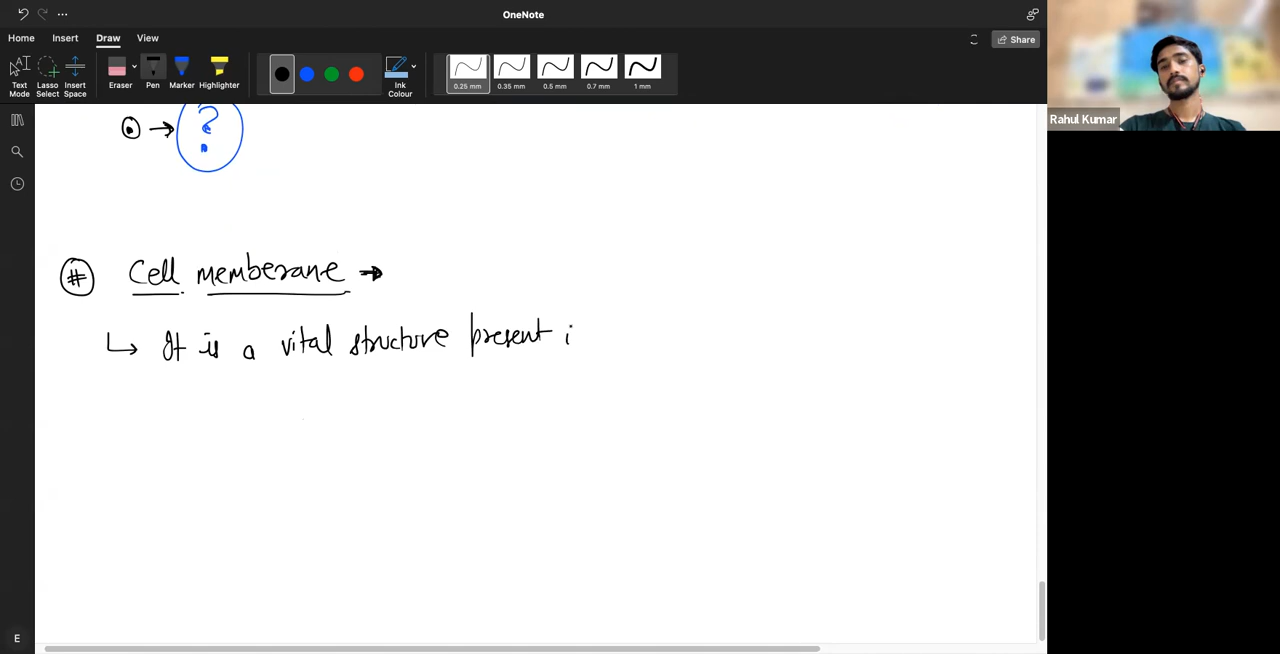 OneNote
Home Insert Draw View
Share
Text Mode
Lasso Select
Insert Space
Eraser
Pen
Marker
Highlighter
Ink Colour
0.25 mm
0.35 mm
0.5 mm
0.7 mm
1 mm
Rahul Kumar
?
# Cell memberane →
↳ It is a vital structure present i
E